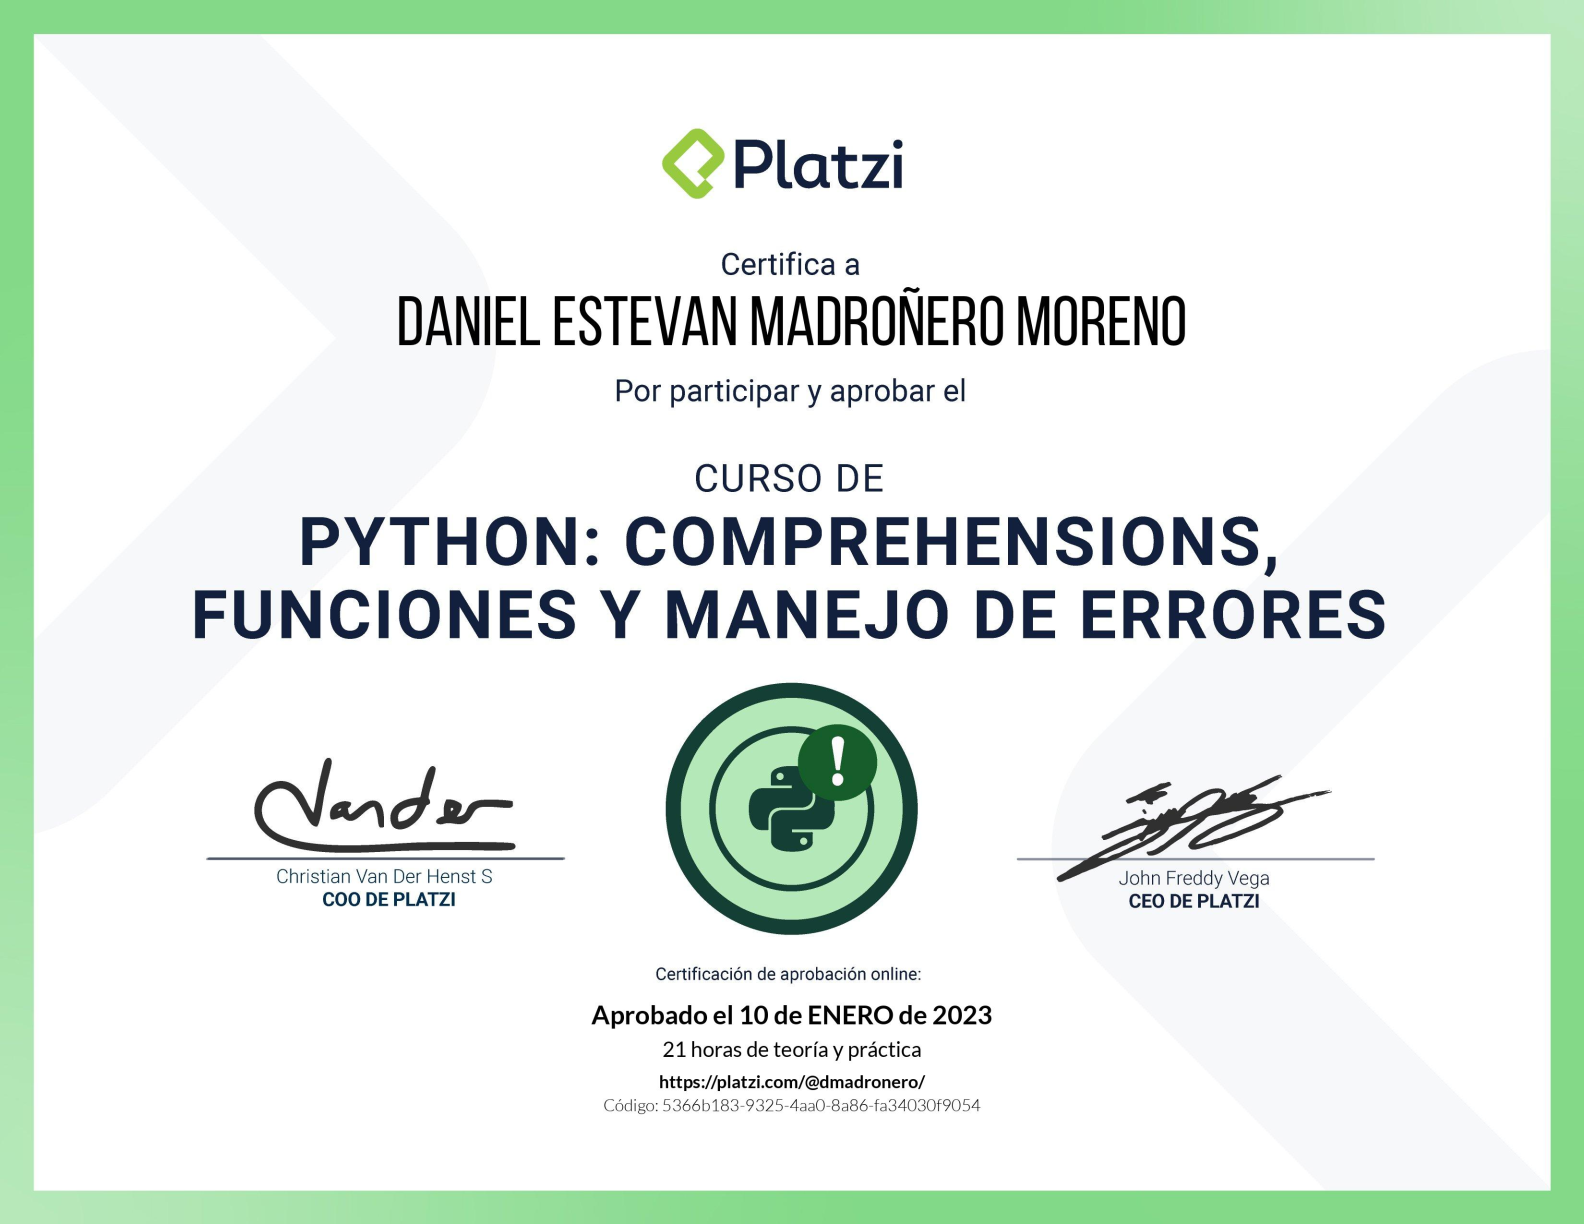 Platzi
Certifica a
DANIEL ESTEVAN MADROÑERO MORENO
Por participar y aprobar el
CURSO DE
PYTHON: COMPREHENSIONS,
FUNCIONES Y MANEJO DE ERRORES
!
Vander
Christian Van Der Henst S
COO DE PLATZI
John Freddy Vega
CEO DE PLATZI
Certificación de aprobación online:
Aprobado el 10 de ENERO de 2023
21 horas de teoría y práctica
https://platzi.com/@dmadronero/
Código: 5366b183-9325-4aa0-8a86-fa34030f9054